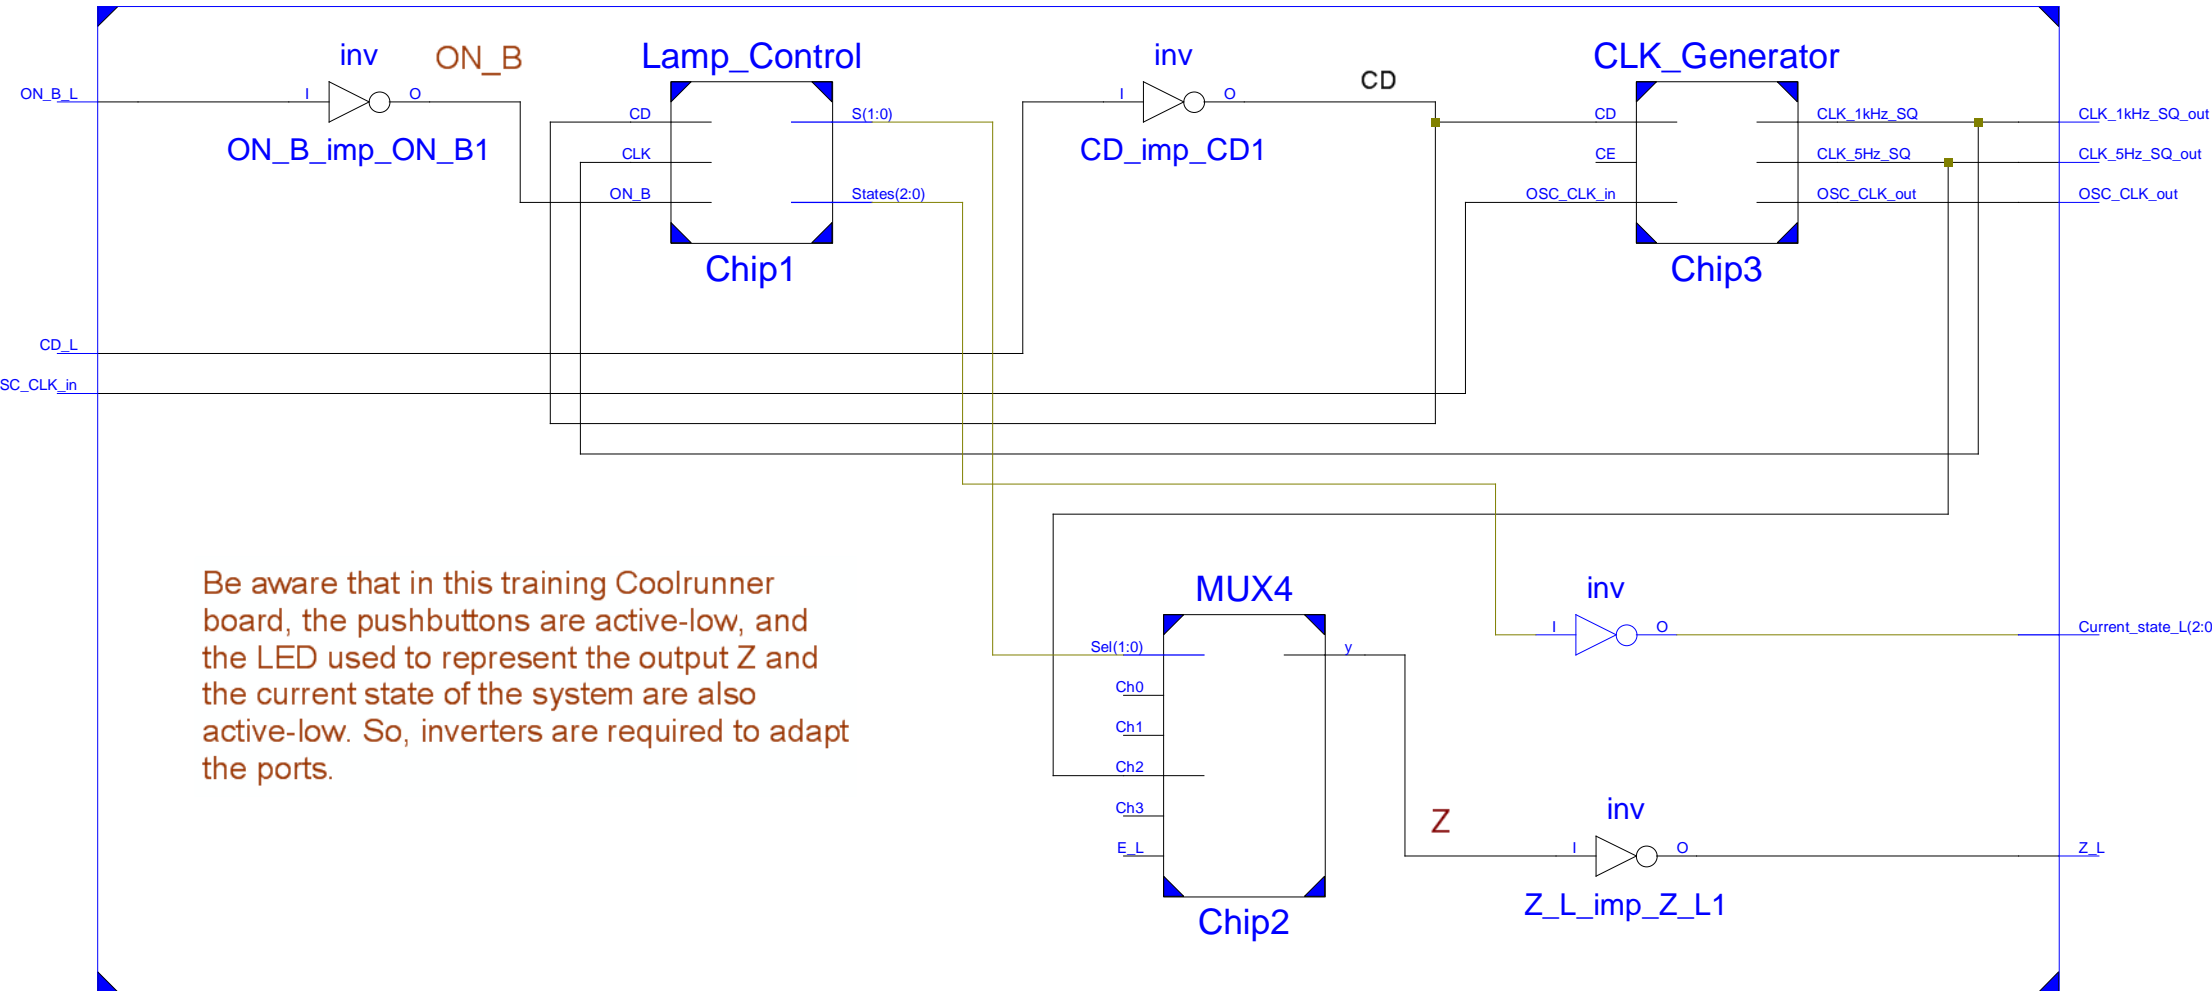 inv
ON_B
Lamp_Control
inv
CD
CLK_Generator
ON_B_L
I
O
CD
S(1:0)
I
O
CD
CLK_1kHz_SQ
CLK_1kHz_SQ_out
ON_B_imp_ON_B1
CLK
CD_imp_CD1
CE
CLK_5Hz_SQ
CLK_5Hz_SQ_out
ON_B
States(2:0)
OSC_CLK_in
OSC_CLK_out
OSC_CLK_out
Chip1
Chip3
CD_L
SC_CLK_in
Be aware that in this training Coolrunner
board, the pushbuttons are active-low, and
the LED used to represent the output Z and
the current state of the system are also
active-low. So, inverters are required to adapt
the ports.
MUX4
inv
Sel(1:0)
y
I
O
Current_state_L(2:0
Ch0
Ch1
Ch2
Ch3
E_L
Z
inv
I
O
Z_L
Z_L_imp_Z_L1
Chip2